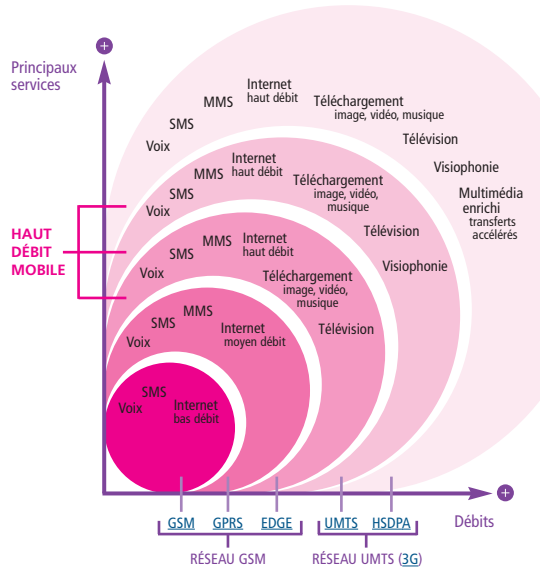 Principaux
services
Voix
SMS
MMS
Internet
haut débit
Téléchargement
image, vidéo, musique
Télévision
Visiophonie
Multimédia
enrichi
transferts
accélérés
HAUT
DÉBIT
MOBILE
Voix
SMS
MMS
Internet
haut débit
Téléchargement
image, vidéo,
musique
Télévision
Visiophonie
Voix
SMS
MMS
Internet
haut débit
Téléchargement
image, vidéo,
musique
Télévision
Voix
SMS
MMS
Internet
moyen débit
Voix
SMS
Internet
bas débit
GSM GPRS EDGE UMTS HSDPA
Débits
RÉSEAU GSM
RÉSEAU UMTS (3G)